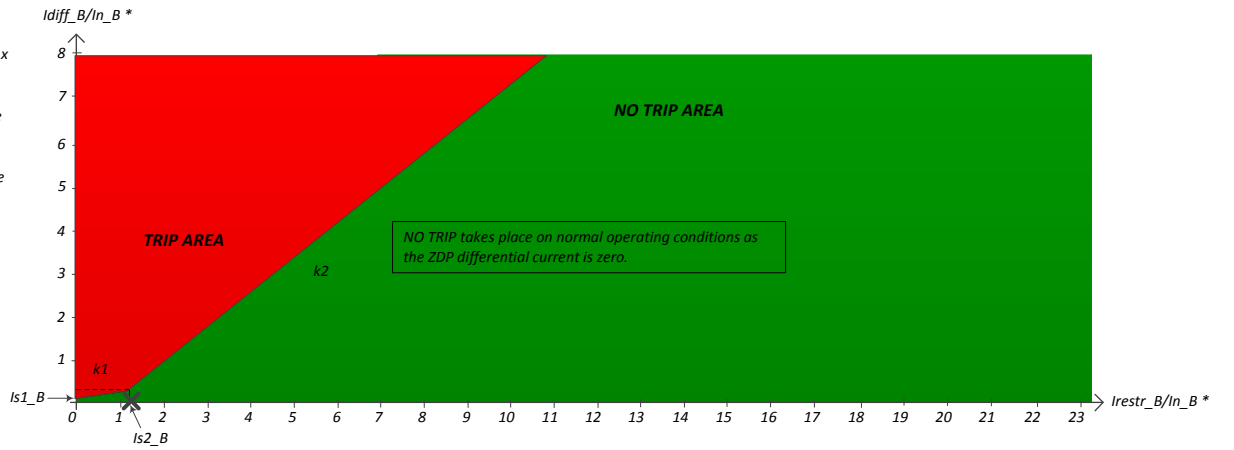 Idiff_B/In_B *
x
8
7
6
e
5
4
3
2
1
NO TRIP AREA
TRIP AREA
NO TRIP takes place on normal operating conditions as
the ZDP differential current is zero.
k2
k1
Is1_B
0 1 2 3 4 5 6 7 8 9 10 11 12 13 14 15 16 17 18 19 20 21 22 23
Irestr_B/In_B *
Is2_B